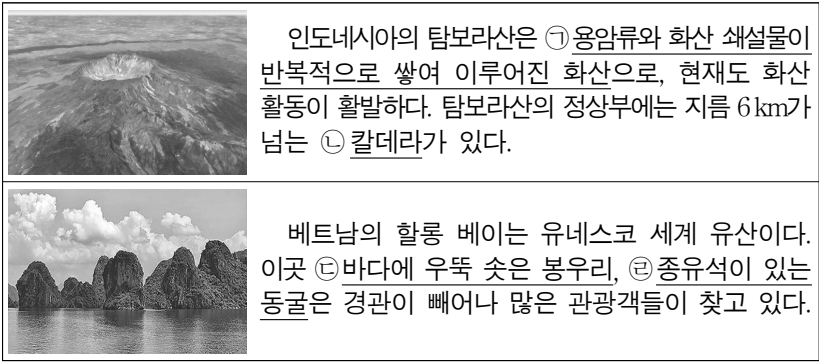 인도네시아의 탐보라산은 ㉠용암류와 화산 쇄설물이
반복적으로 쌓여 이루어진 화산으로, 현재도 화산
활동이 활발하다. 탐보라산의 정상부에는 지름 6km가
넘는 ㉡칼데라가 있다.
베트남의 할롱 베이는 유네스코 세계 유산이다.
이곳 ㉢바다에 우뚝 솟은 봉우리, ㉣종유석이 있는
동굴은 경관이 빼어나 많은 관광객들이 찾고 있다.